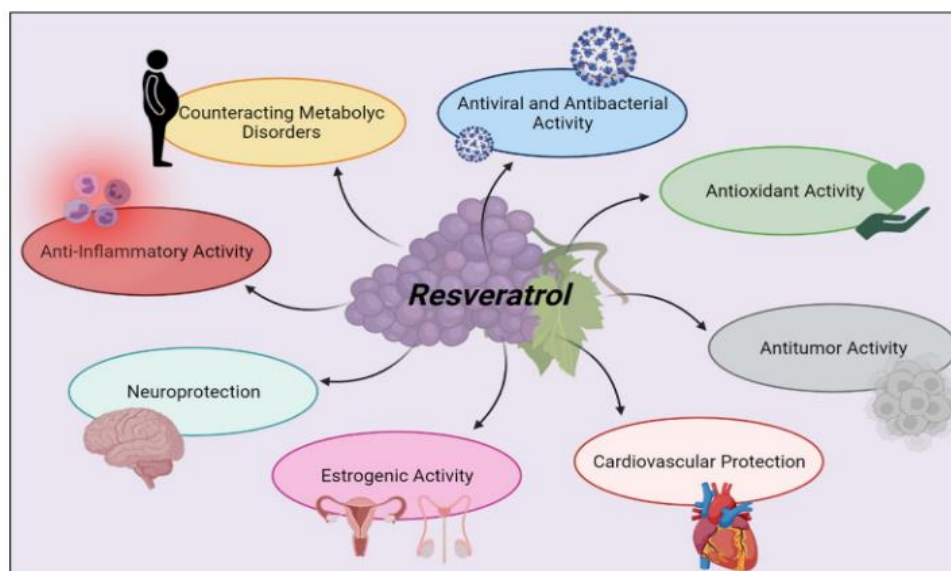 Counteracting Metabolyc
Disorders
Antiviral and Antibacterial
Activity
Antioxidant Activity
Anti-Inflammatory Activity
Resveratrol
Antitumor Activity
Neuroprotection
Cardiovascular Protection
Estrogenic Activity